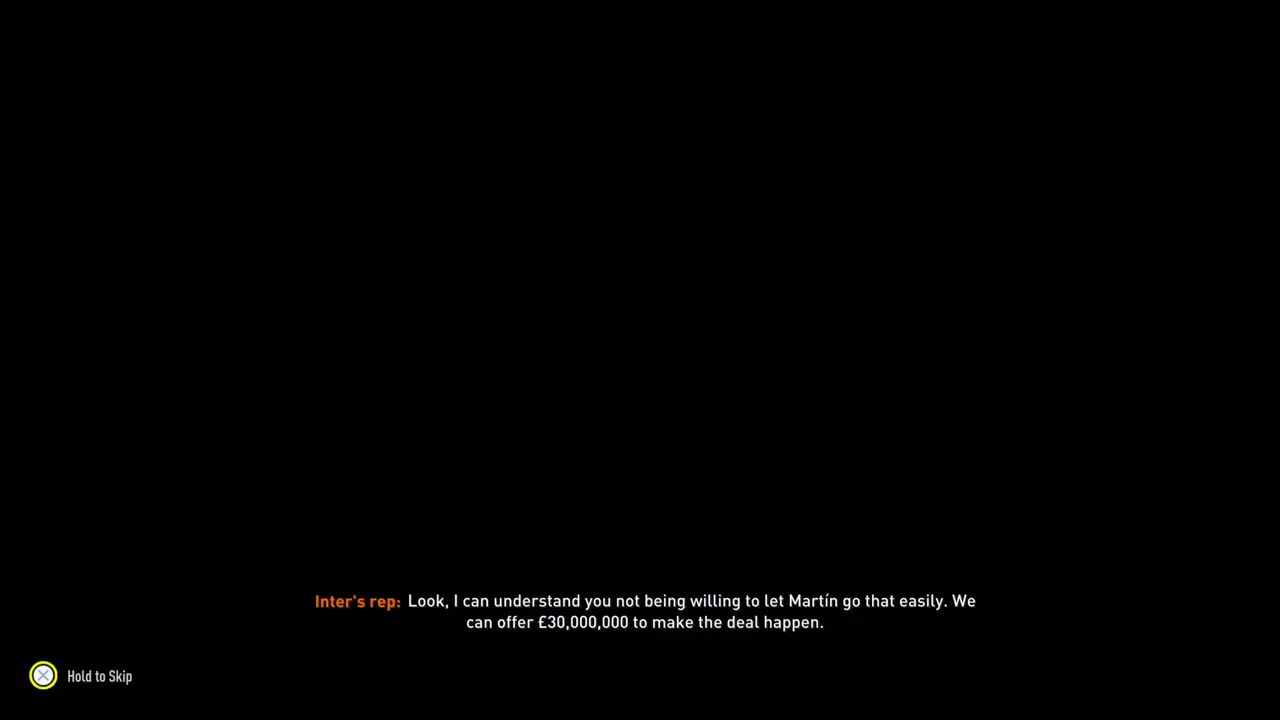 Inter's rep: Look, I can understand you not being willing to let Martín go that easily. We
can offer £30,000,000 to make the deal happen.
Hold to Skip